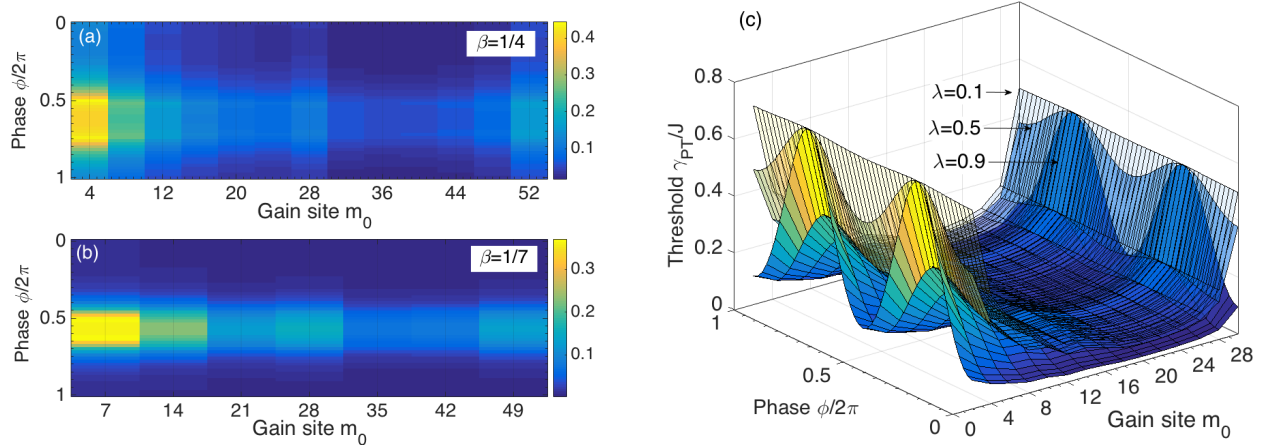 (a)
β=1/4
Phase ϕ/2π
0
0.5
1
4 12 20 28 36 44 52
Gain site m₀
0.4
0.3
0.2
0.1
(b)
β=1/7
Phase ϕ/2π
0
0.5
1
7 14 21 28 35 42 49
Gain site m₀
0.3
0.2
0.1
(c)
Threshold γ_PT/J
0.8
0.6
0.4
0.2
0
λ=0.1
λ=0.5
λ=0.9
1
0.5
0
Phase ϕ/2π
0 4 8 12 16 20 24 28
Gain site m₀